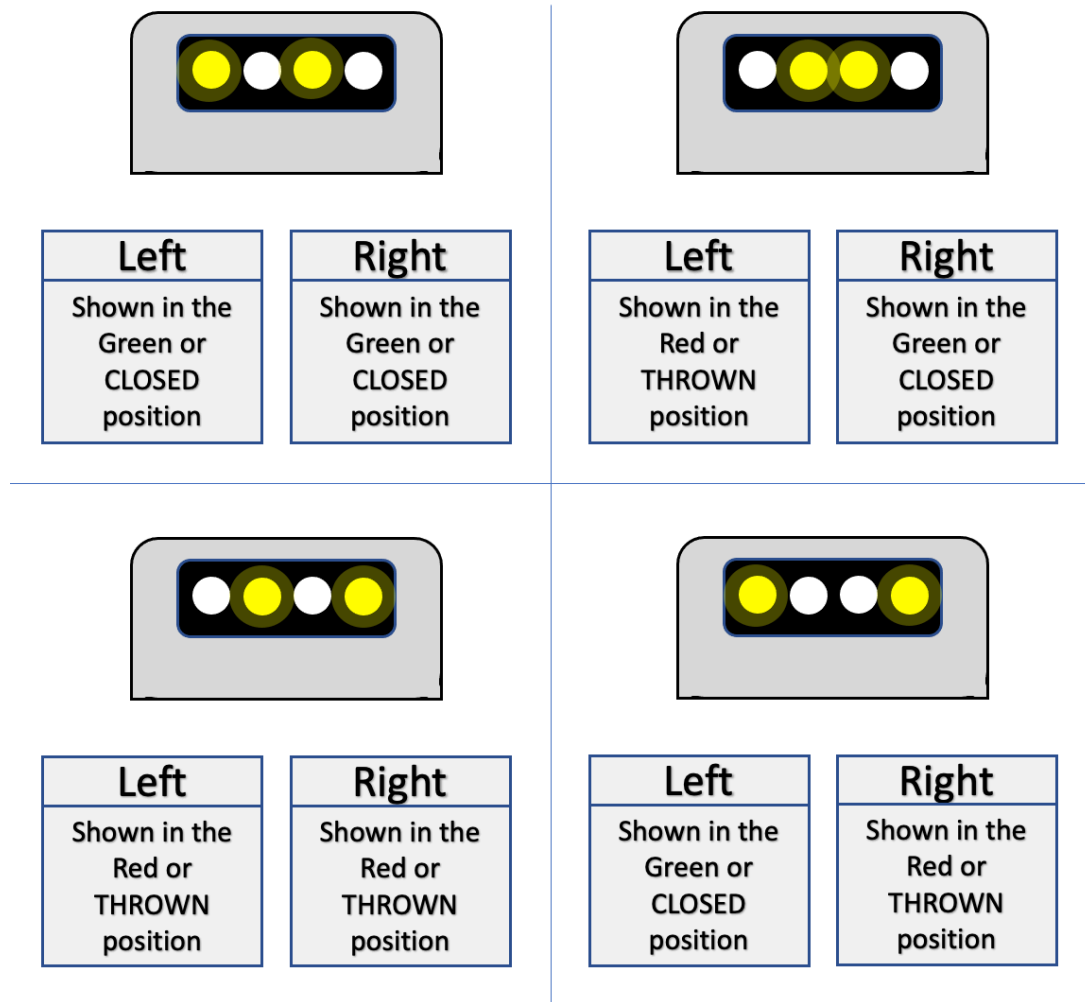 Left
Shown in the
Green or
CLOSED
position
Right
Shown in the
Green or
CLOSED
position
Left
Shown in the
Red or
THROWN
position
Right
Shown in the
Green or
CLOSED
position
Left
Shown in the
Red or
THROWN
position
Right
Shown in the
Red or
THROWN
position
Left
Shown in the
Green or
CLOSED
position
Right
Shown in the
Red or
THROWN
position